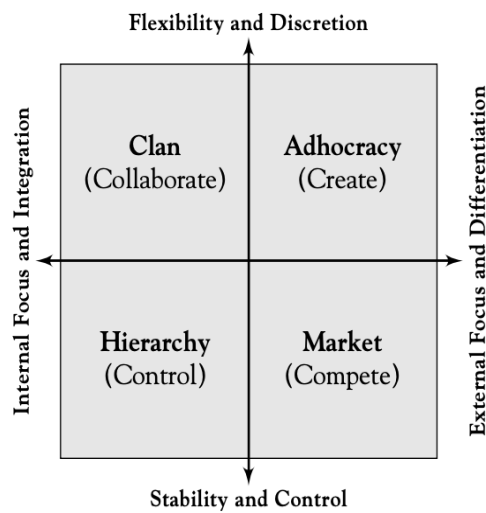 Flexibility and Discretion
Internal Focus and Integration
Clan
(Collaborate)
Adhocracy
(Create)
Hierarchy
(Control)
Market
(Compete)
External Focus and Differentiation
Stability and Control